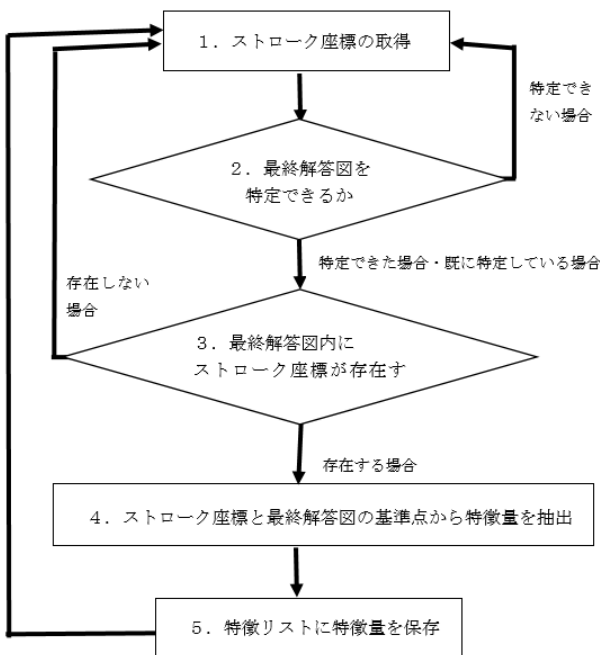 １．ストローク座標の取得
特定でき
ない場合
２．最終解答図を
特定できるか
特定できた場合・既に特定している場合
存在しない
場合
３．最終解答図内に
ストローク座標が存在す
存在する場合
４．ストローク座標と最終解答図の基準点から特徴量を抽出
５．特徴リストに特徴量を保存